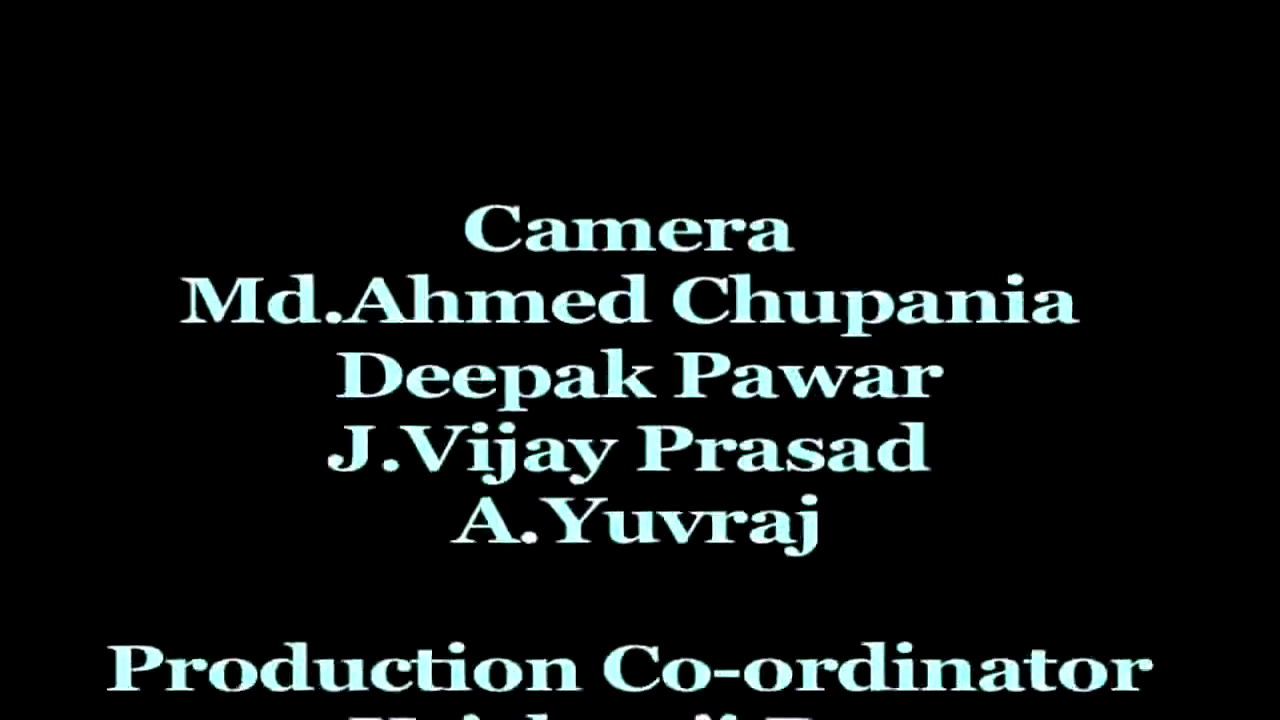 Camera
Md.Ahmed Chupania
Deepak Pawar
J.Vijay Prasad
A.Yuvraj
Production Co-ordinator